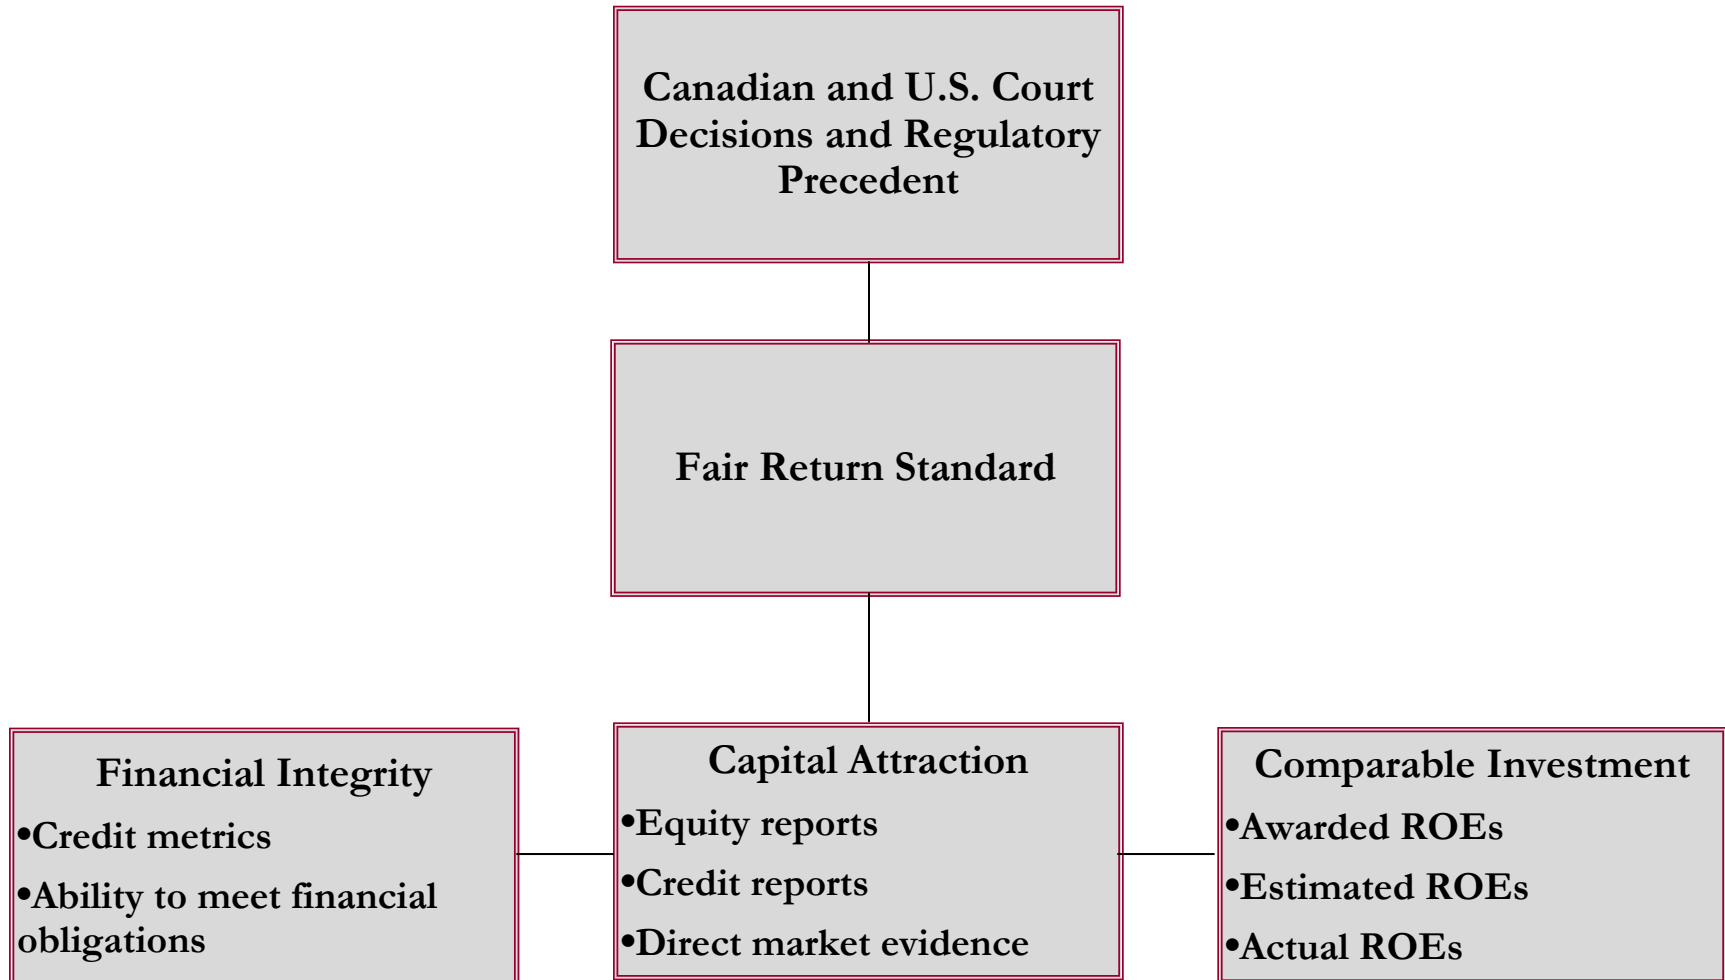 Canadian and U.S. Court
Decisions and Regulatory
Precedent
Fair Return Standard
Financial Integrity
•Credit metrics
•Ability to meet financial
obligations
Capital Attraction
•Equity reports
•Credit reports
•Direct market evidence
Comparable Investment
•Awarded ROEs
•Estimated ROEs
•Actual ROEs